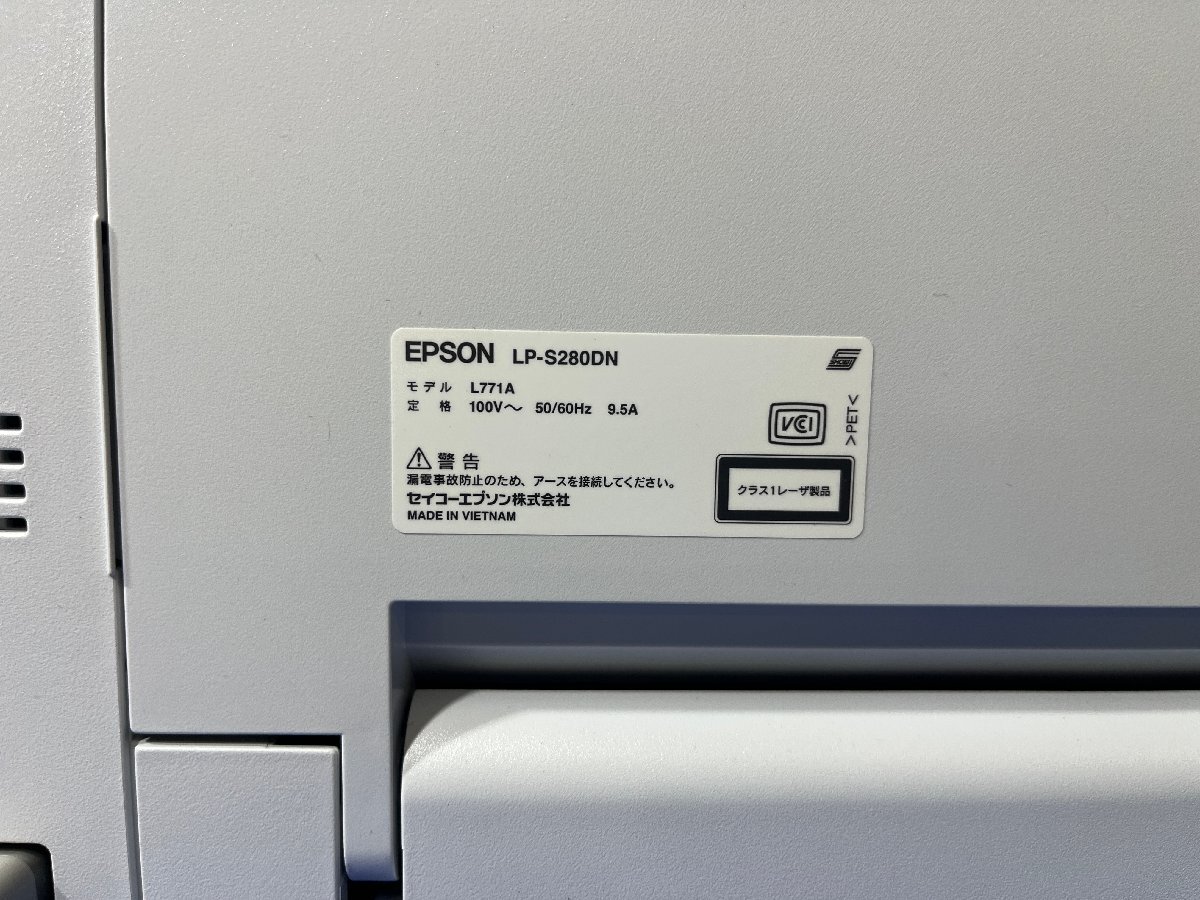 EPSON LP-S280DN
モデル L771A
定格 100V～ 50/60Hz 9.5A
VCI
>PET<
警告
漏電事故防止のため、アースを接続してください。
セイコーエプソン株式会社
MADE IN VIETNAM
クラス1レーザ製品